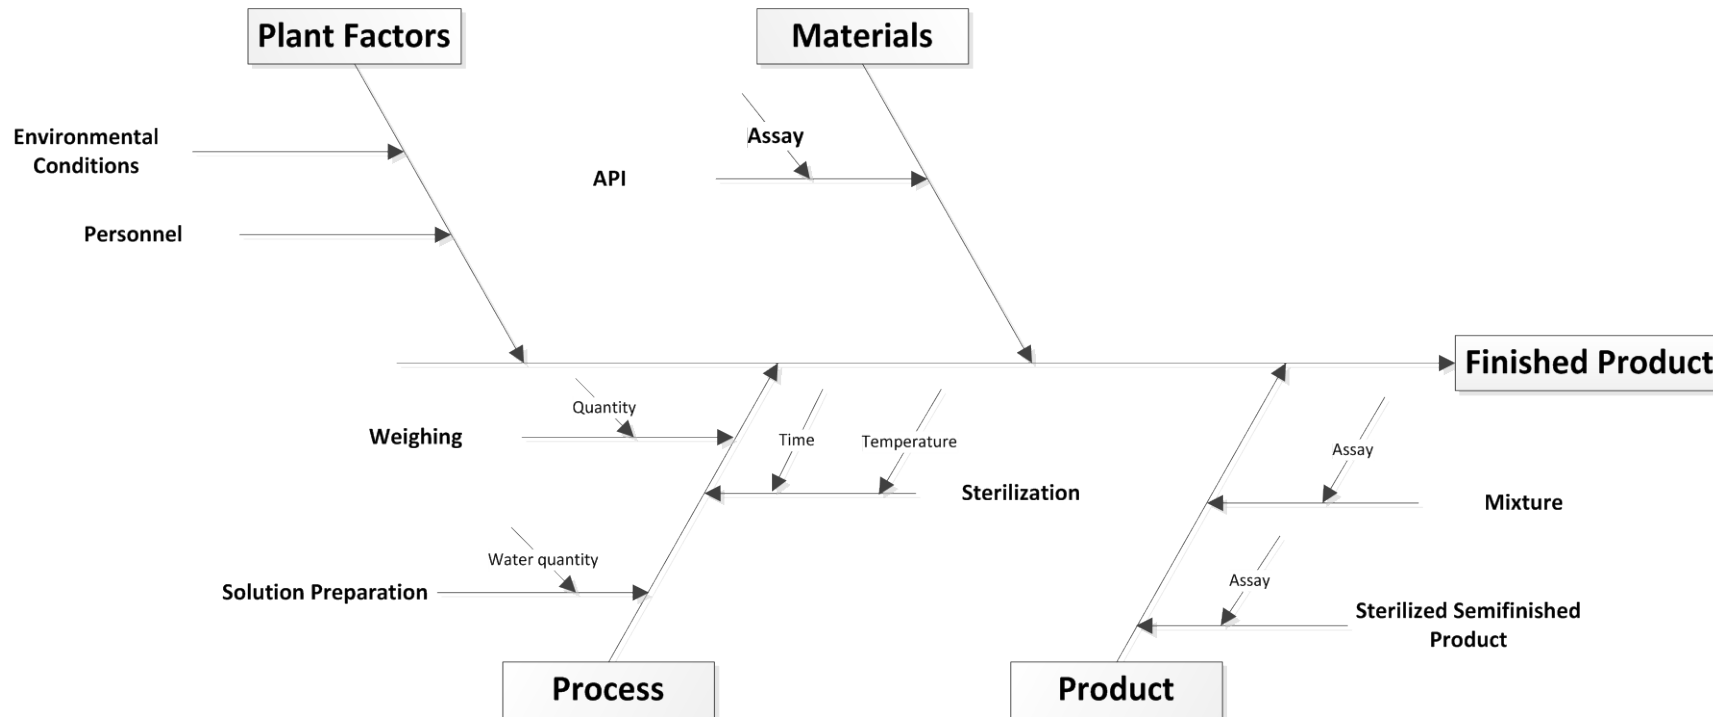 Plant Factors
Materials
Environmental
Conditions
Assay
API
Personnel
Finished Product
Quantity
Weighing
Time
Temperature
Sterilization
Assay
Mixture
Water quantity
Solution Preparation
Assay
Sterilized Semifinished
Product
Process
Product